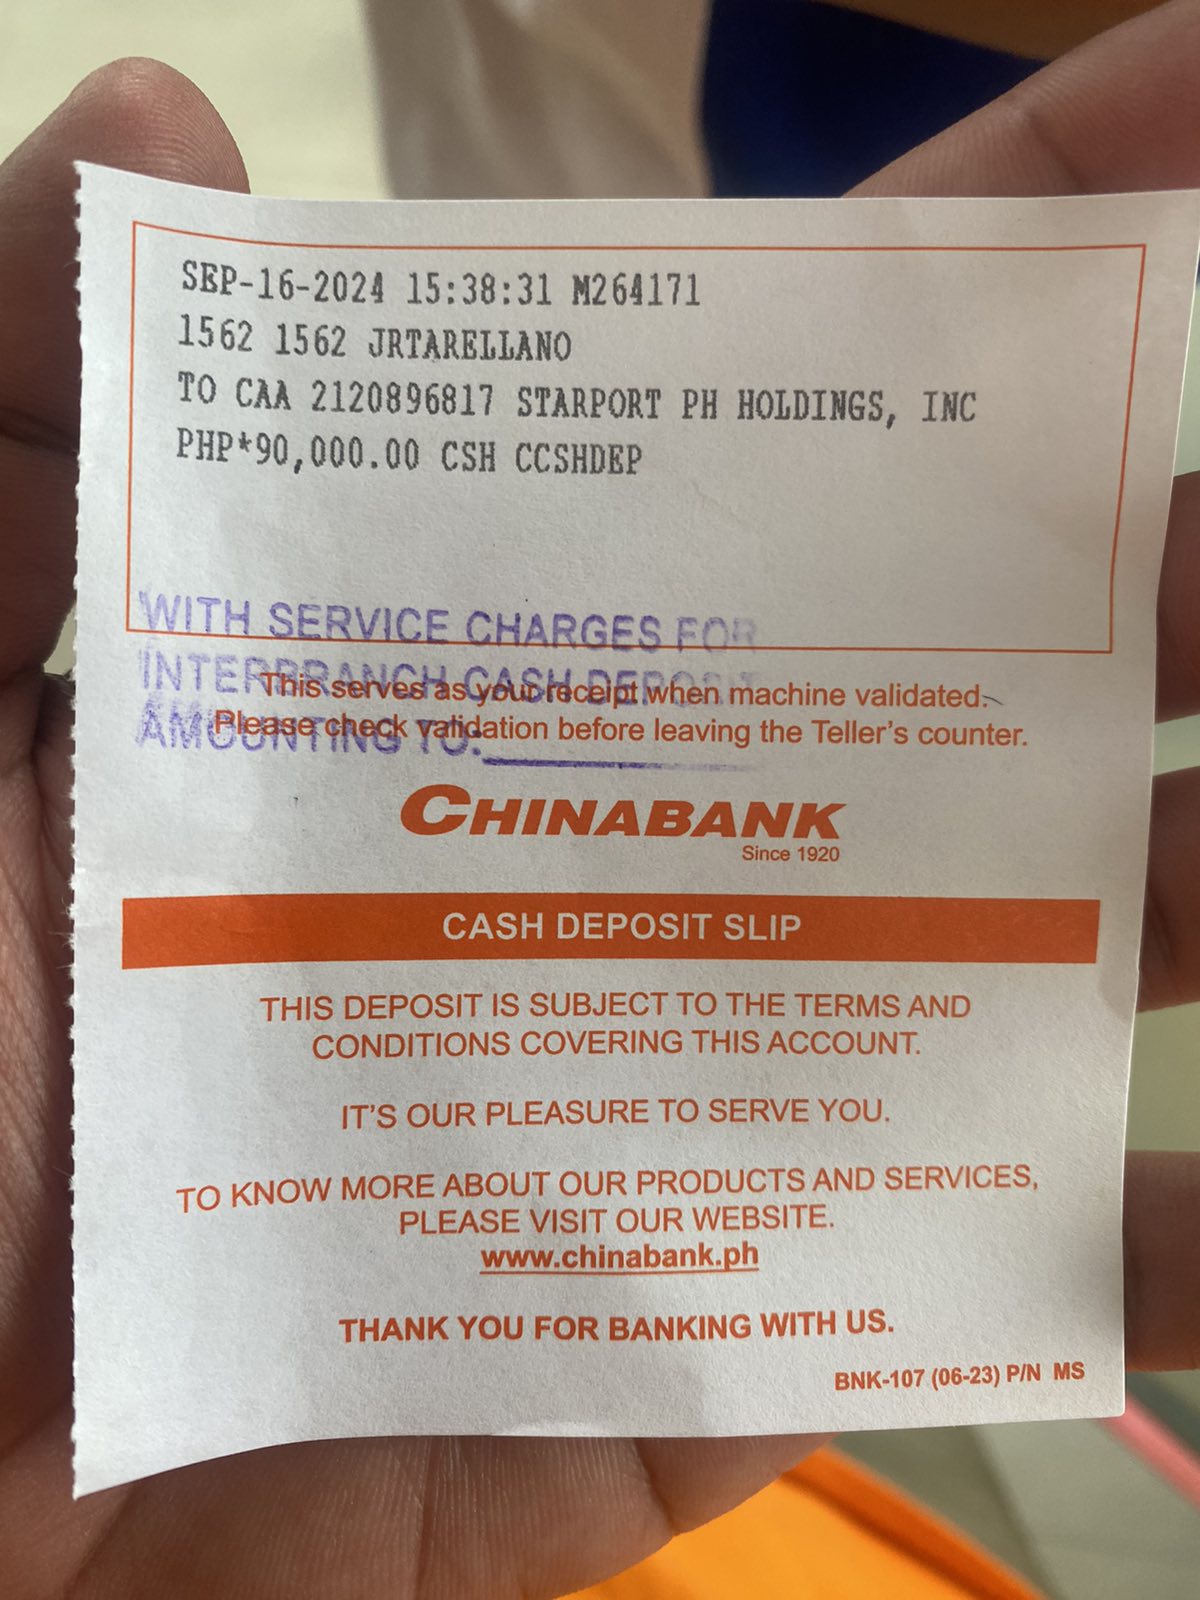 SEP-16-2024 15:38:31 M264171
1562 1562 JRTARELLANO
TO CAA 2120896817 STARPORT PH HOLDINGS, INC
PHP*90,000.00 CSH CCSHDEP
WITH SERVICE CHARGES FOR
INTERBRANCH CASH DEPOSIT
This serves as your receipt when machine validated.
AMOUNTING TO:
Please check validation before leaving the Teller's counter.
CHINABANK
Since 1920
CASH DEPOSIT SLIP
THIS DEPOSIT IS SUBJECT TO THE TERMS AND
CONDITIONS COVERING THIS ACCOUNT.
IT'S OUR PLEASURE TO SERVE YOU.
TO KNOW MORE ABOUT OUR PRODUCTS AND SERVICES,
PLEASE VISIT OUR WEBSITE.
www.chinabank.ph
THANK YOU FOR BANKING WITH US.
BNK-107 (06-23) P/N MS